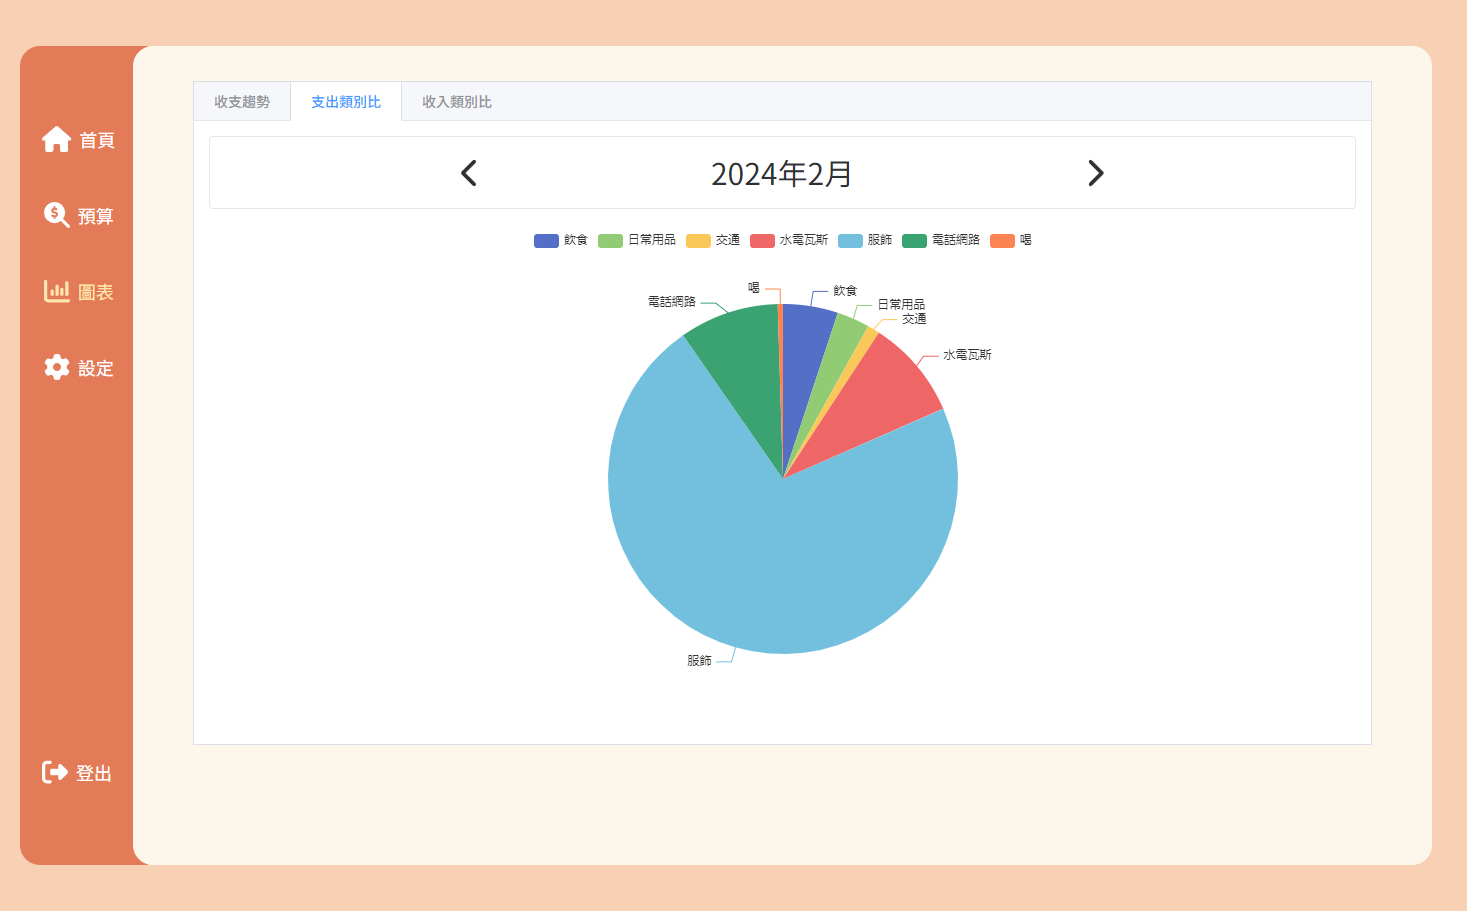 首頁
預算
圖表
設定
登出
收支趨勢 支出類別比 收入類別比
2024年2月
飲食 日常用品 交通 水電瓦斯 服飾 電話網路 喝
喝 飲食
電話網路 日常用品
交通
水電瓦斯
服飾